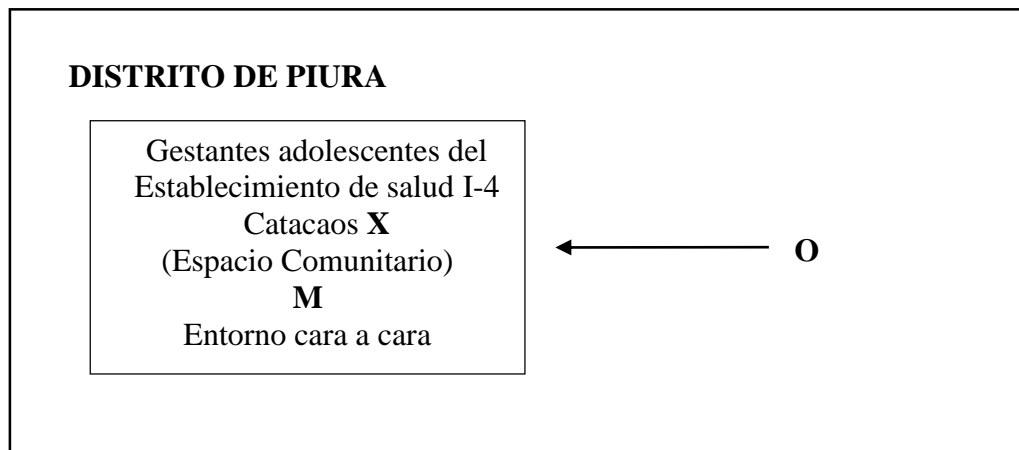 DISTRITO DE PIURA
Gestantes adolescentes del
Establecimiento de salud I-4
Catacaos X
(Espacio Comunitario)
M
Entorno cara a cara
O